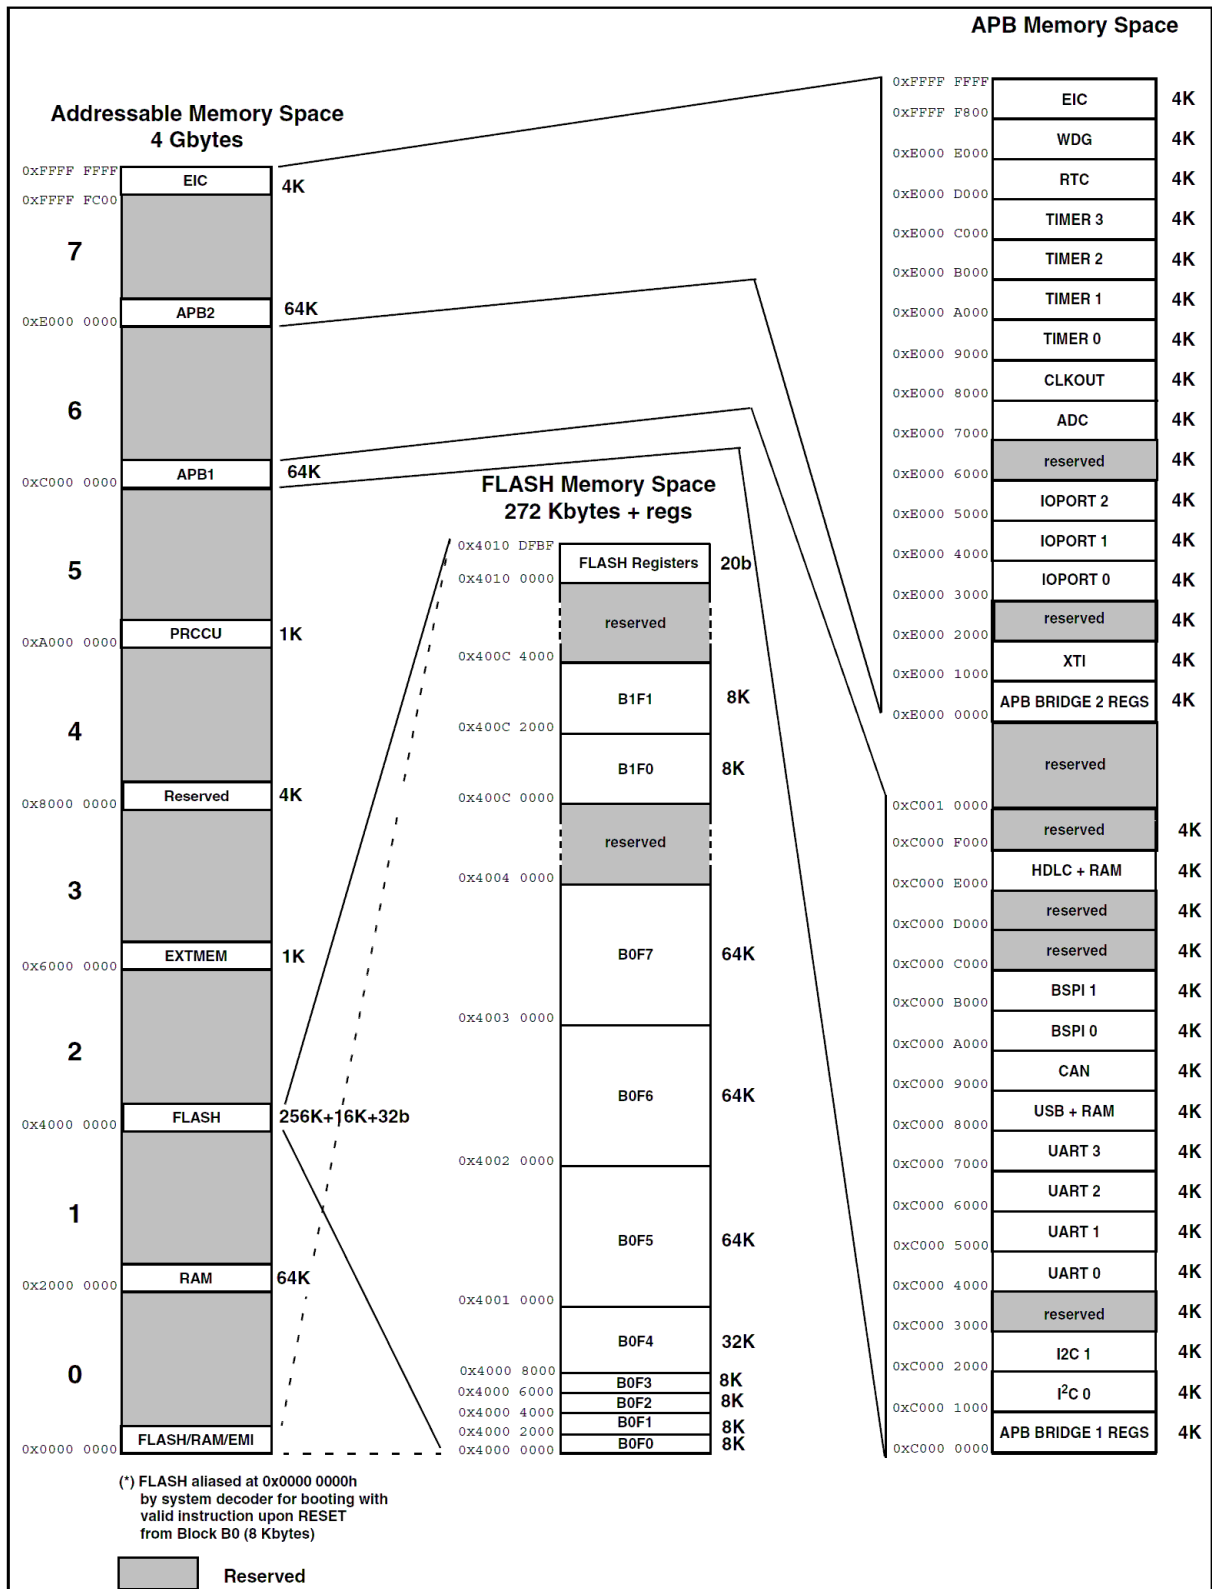 APB Memory Space
Addressable Memory Space
4 Gbytes
0xFFFF FFFF
EIC
4K
0xFFFF FC00
7
APB2
64K
0xE000 0000
6
APB1
64K
0xC000 0000
5
PRCCU
1K
0xA000 0000
4
Reserved
4K
0x8000 0000
3
EXTMEM
1K
0x6000 0000
2
FLASH
256K+16K+32b
0x4000 0000
1
RAM
64K
0x2000 0000
0
FLASH/RAM/EMI
0x0000 0000
(*) FLASH aliased at 0x0000 0000h
by system decoder for booting with
valid instruction upon RESET
from Block B0 (8 Kbytes)
Reserved
FLASH Memory Space
272 Kbytes + regs
0x4010 DFBF
FLASH Registers
20b
0x4010 0000
reserved
0x400C 4000
B1F1
8K
0x400C 2000
B1F0
8K
0x400C 0000
reserved
0x4004 0000
B0F7
64K
0x4003 0000
B0F6
64K
0x4002 0000
B0F5
64K
0x4001 0000
B0F4
32K
0x4000 8000
B0F3
8K
0x4000 6000
B0F2
8K
0x4000 4000
B0F1
8K
0x4000 2000
B0F0
8K
0x4000 0000
0xFFFF FFFF
EIC
4K
0xFFFF F800
WDG
4K
0xE000 E000
RTC
4K
0xE000 D000
TIMER 3
4K
0xE000 C000
TIMER 2
4K
0xE000 B000
TIMER 1
4K
0xE000 A000
TIMER 0
4K
0xE000 9000
CLKOUT
4K
0xE000 8000
ADC
4K
0xE000 7000
reserved
4K
0xE000 6000
IOPORT 2
4K
0xE000 5000
IOPORT 1
4K
0xE000 4000
IOPORT 0
4K
0xE000 3000
reserved
4K
0xE000 2000
XTI
4K
0xE000 1000
APB BRIDGE 2 REGS
4K
0xE000 0000
reserved
0xC001 0000
reserved
4K
0xC000 F000
HDLC + RAM
4K
0xC000 E000
reserved
4K
0xC000 D000
reserved
4K
0xC000 C000
BSPI 1
4K
0xC000 B000
BSPI 0
4K
0xC000 A000
CAN
4K
0xC000 9000
USB + RAM
4K
0xC000 8000
UART 3
4K
0xC000 7000
UART 2
4K
0xC000 6000
UART 1
4K
0xC000 5000
UART 0
4K
0xC000 4000
reserved
4K
0xC000 3000
I2C 1
4K
0xC000 2000
I²C 0
4K
0xC000 1000
APB BRIDGE 1 REGS
4K
0xC000 0000